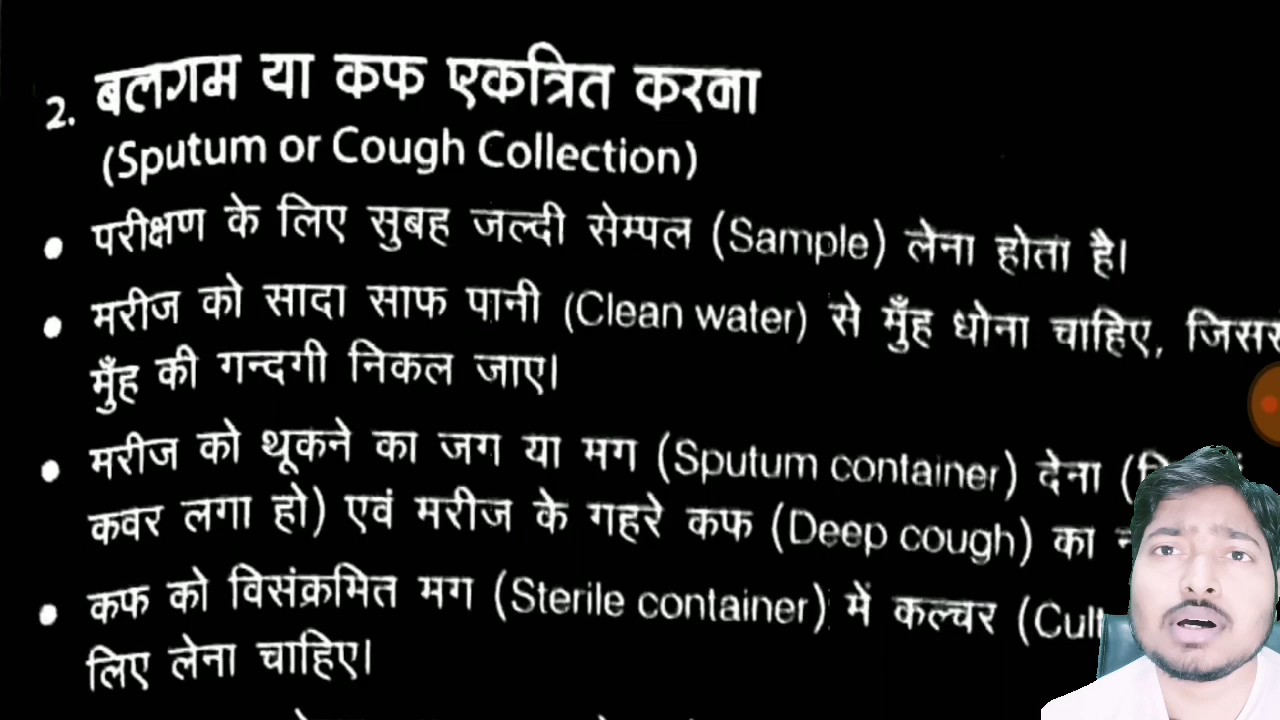 2. बलगम या कफ एकत्रित करना
(Sputum or Cough Collection)
• परीक्षण के लिए सुबह जल्दी सेम्पल (Sample) लेना होता है।
• मरीज को सादा साफ पानी (Clean water) से मुँह धोना चाहिए,
मुँह की गन्दगी निकल जाए।
• मरीज को थूकने का जग या मग (Sputum container) देना
कवर लगा हो) एवं मरीज के गहरे कफ (Deep cough) का
• कफ को विसंक्रमित मग (Sterile container) में कल्चर
लिए लेना चाहिए।